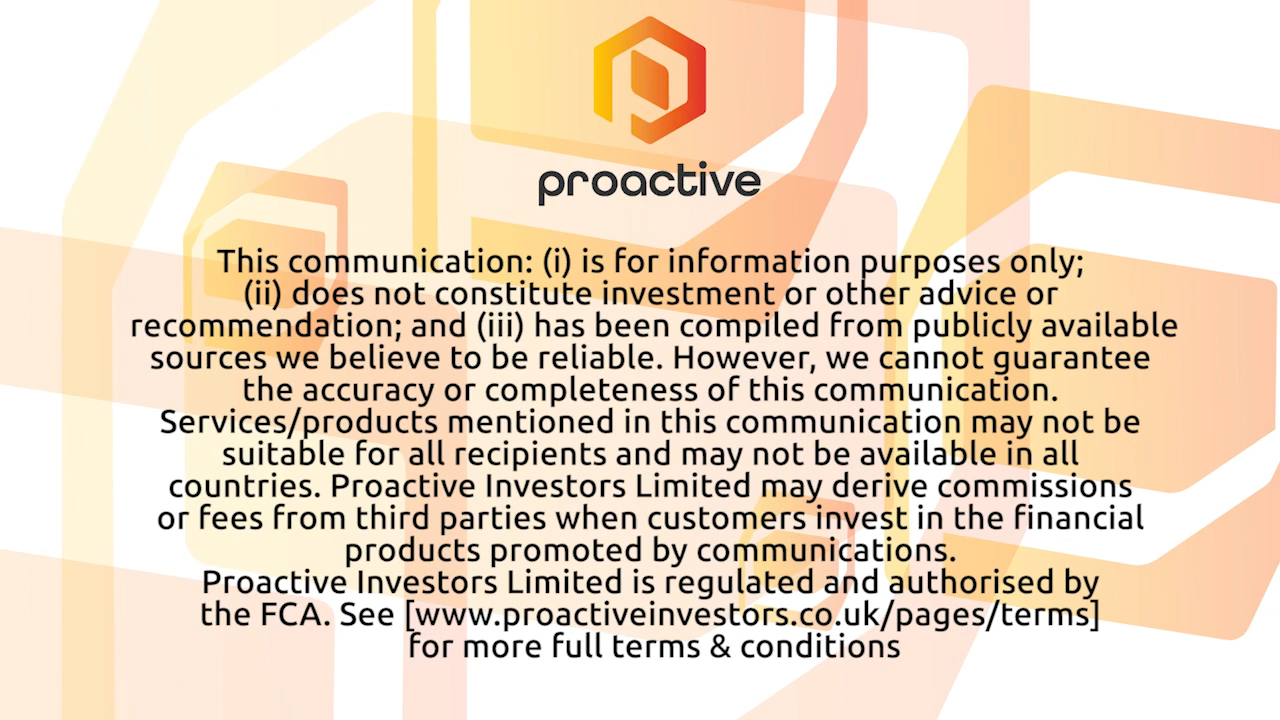 proactive
This communication: (i) is for information purposes only;
(ii) does not constitute investment or other advice or
recommendation; and (iii) has been compiled from publicly available
sources we believe to be reliable. However, we cannot guarantee
the accuracy or completeness of this communication.
Services/products mentioned in this communication may not be
suitable for all recipients and may not be available in all
countries. Proactive Investors Limited may derive commissions
or fees from third parties when customers invest in the financial
products promoted by communications.
Proactive Investors Limited is regulated and authorised by
the FCA. See [www.proactiveinvestors.co.uk/pages/terms]
for more full terms & conditions